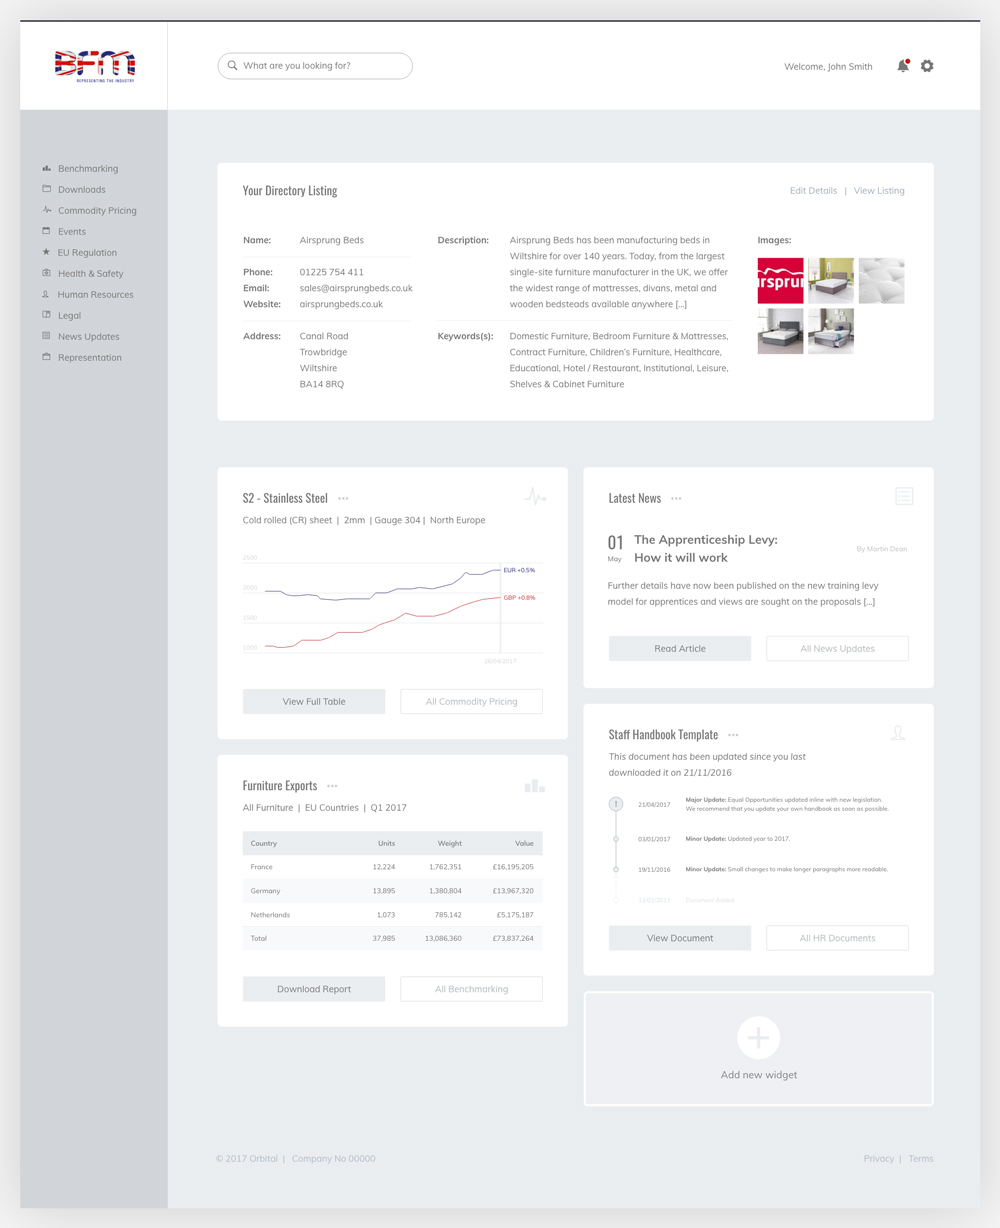 BFM
REPRESENTING THE INDUSTRY
What are you looking for?
Welcome, John Smith
Benchmarking
Downloads
Commodity Pricing
Events
EU Regulation
Health & Safety
Human Resources
Legal
News Updates
Representation
Your Directory Listing
Edit Details | View Listing
Name: Airsprung Beds
Phone: 01225 754 411
Email: sales@airsprungbeds.co.uk
Website: airsprungbeds.co.uk
Address: Canal Road
Trowbridge
Wiltshire
BA14 8RQ
Description: Airsprung Beds has been manufacturing beds in
Wiltshire for over 140 years. Today, from the largest
single-site furniture manufacturer in the UK, we offer
the widest range of mattresses, divans, metal and
wooden bedsteads available anywhere [...]
Keywords(s): Domestic Furniture, Bedroom Furniture & Mattresses,
Contract Furniture, Children's Furniture, Healthcare,
Educational, Hotel / Restaurant, Institutional, Leisure,
Shelves & Cabinet Furniture
Images:
irsprun
S2 - Stainless Steel
Cold rolled (CR) sheet | 2mm | Gauge 304 | North Europe
2500
2000
1500
1000
EUR +0.5%
GBP +0.8%
26/04/2017
View Full Table
All Commodity Pricing
Furniture Exports
All Furniture | EU Countries | Q1 2017
Country Units Weight Value
France 12,224 1,762,351 £16,195,205
Germany 13,895 1,380,804 £13,967,320
Netherlands 1,073 785,142 £5,175,187
Total 37,985 13,086,360 £73,837,264
Download Report
All Benchmarking
Latest News
01
May
The Apprenticeship Levy:
How it will work
By Martin Dean
Further details have now been published on the new training levy
model for apprentices and views are sought on the proposals [...]
Read Article
All News Updates
Staff Handbook Template
This document has been updated since you last
downloaded it on 21/11/2016
21/04/2017 Major Update: Equal Opportunities updated inline with new legislation.
We recommend that you update your own handbook as soon as possible.
03/01/2017 Minor Update: Updated year to 2017.
19/11/2016 Minor Update: Small changes to make longer paragraphs more readable.
Document Added
View Document
All HR Documents
Add new widget
© 2017 Orbital | Company No 00000
Privacy | Terms